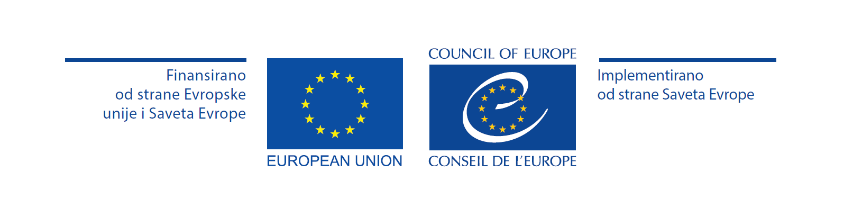 Finansirano
od strane Evropske
unije i Saveta Evrope
EUROPEAN UNION
COUNCIL OF EUROPE
CONSEIL DE L'EUROPE
Implementirano
od strane Saveta Evrope